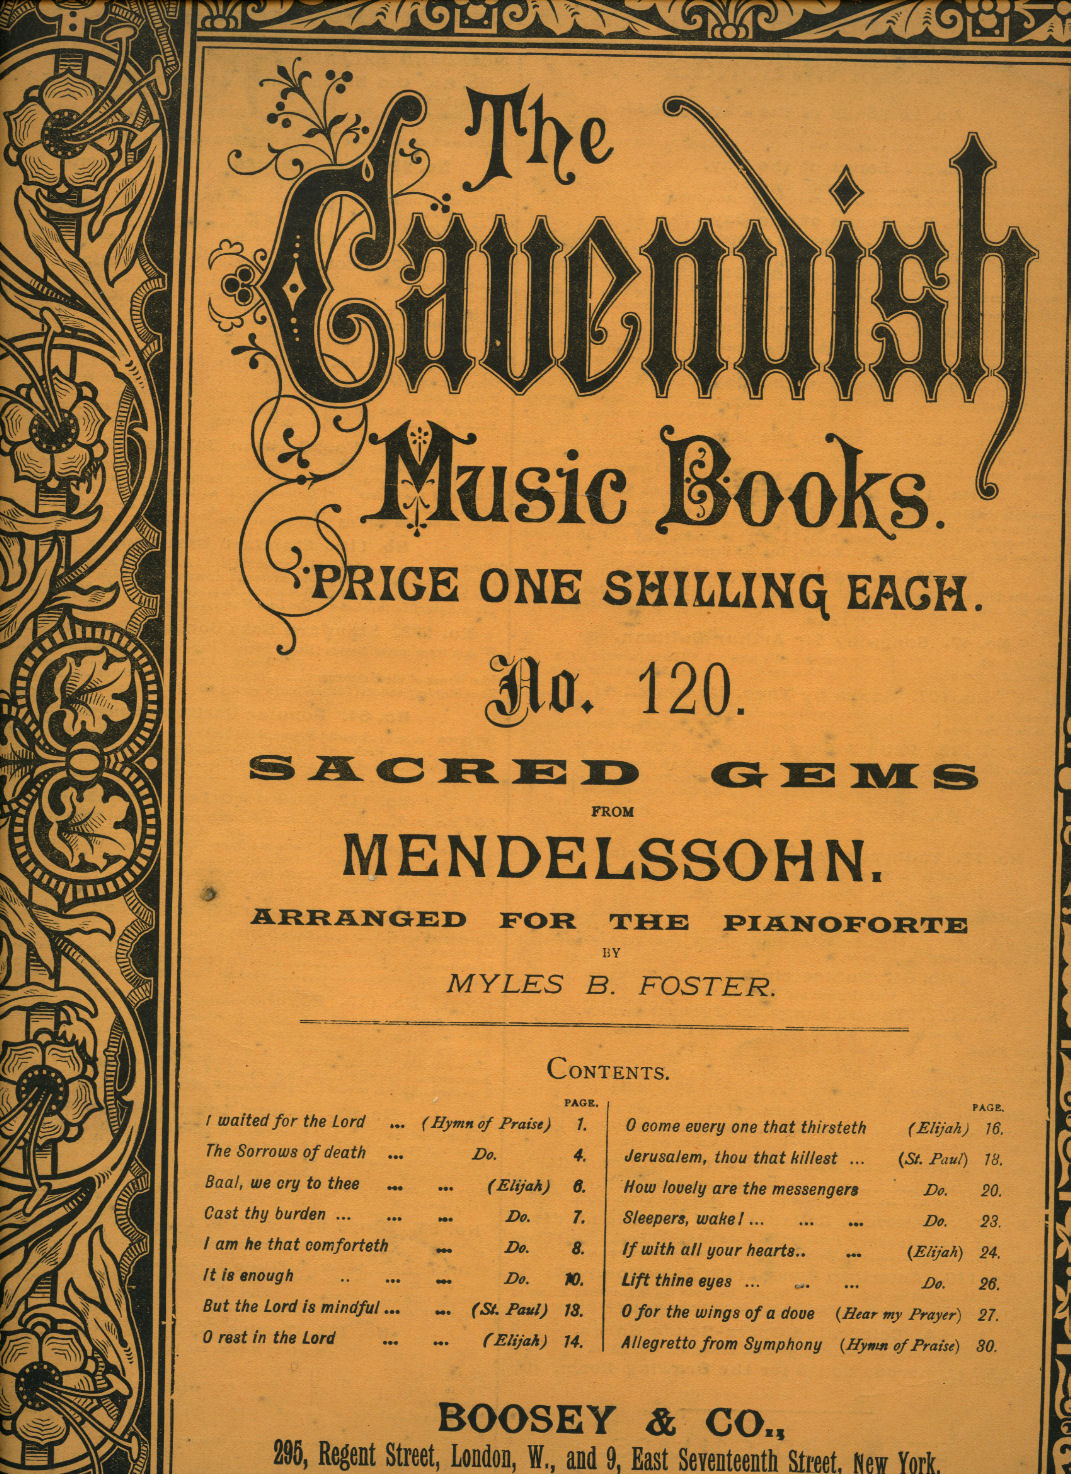 The
Cavendish
Music Books.
PRICE ONE SHILLING EACH.
No. 120.
SACRED GEMS
FROM
MENDELSSOHN.
ARRANGED FOR THE PIANOFORTE
BY
MYLES B. FOSTER.
CONTENTS.
PAGE.
I waited for the Lord ... (Hymn of Praise) 1.
The Sorrows of death ... Do. 4.
Baal, we cry to thee ... ... (Elijah) 6.
Cast thy burden ... ... ... Do. 7.
I am he that comforteth ... Do. 8.
It is enough .. ... ... Do. 10.
But the Lord is mindful ... ... (St. Paul) 13.
O rest in the Lord ... ... (Elijah) 14.
PAGE.
O come every one that thirsteth (Elijah) 16.
Jerusalem, thou that killest ... (St. Paul) 18.
How lovely are the messengers Do. 20.
Sleepers, wake! ... ... ... Do. 23.
If with all your hearts.. ... (Elijah) 24.
Lift thine eyes ... ... ... Do. 26.
O for the wings of a dove (Hear my Prayer) 27.
Allegretto from Symphony (Hymn of Praise) 30.
BOOSEY & CO.,
295, Regent Street, London, W., and 9, East Seventeenth Street, New York.